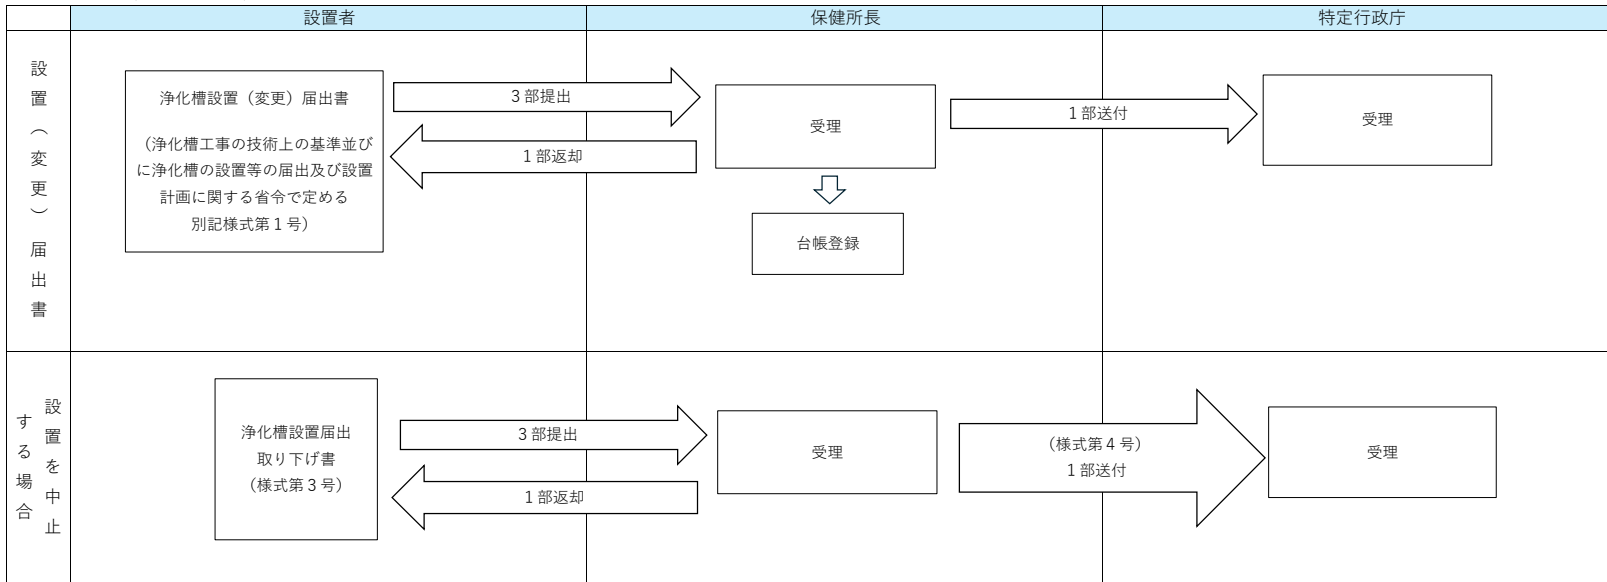 設置者
保健所長
特定行政庁
設置（変更）届出書
浄化槽設置（変更）届出書
（浄化槽工事の技術上の基準並び
に浄化槽の設置等の届出及び設置
計画に関する省令で定める
別記様式第１号）
３部提出
１部返却
受理
台帳登録
１部送付
受理
設置を中止
する場合
浄化槽設置届出
取り下げ書
（様式第３号）
３部提出
１部返却
受理
（様式第４号）
１部送付
受理